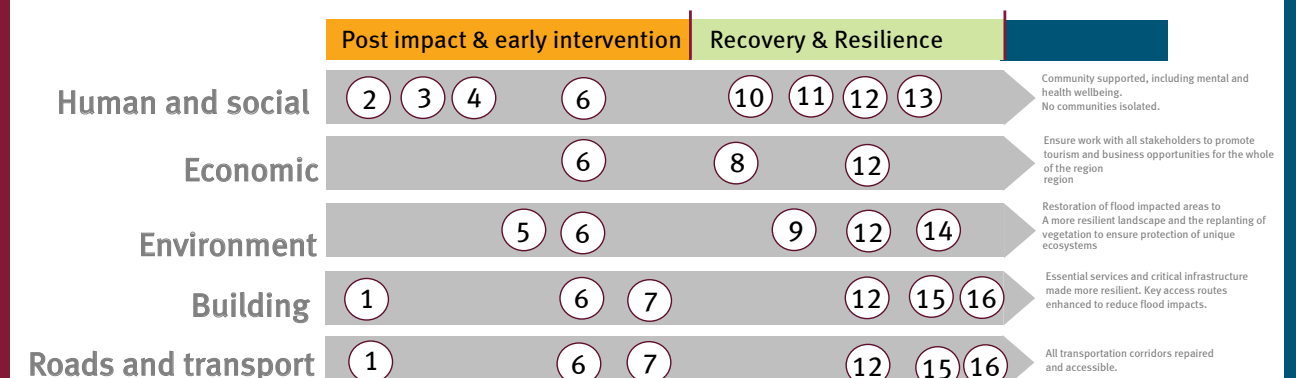 Post impact & early intervention Recovery & Resilience
Human and social 2 3 4 6 10 11 12 13
Community supported, including mental and
health wellbeing.
No communities isolated.
Economic 6 8 12
Ensure work with all stakeholders to promote
tourism and business opportunities for the whole
of the region
region
Environment 5 6 9 12 14
Restoration of flood impacted areas to
A more resilient landscape and the replanting of
vegetation to ensure protection of unique
ecosystems
Building 1 6 7 12 15 16
Essential services and critical infrastructure
made more resilient. Key access routes
enhanced to reduce flood impacts.
Roads and transport 1 6 7 12 15 16
All transportation corridors repaired
and accessible.